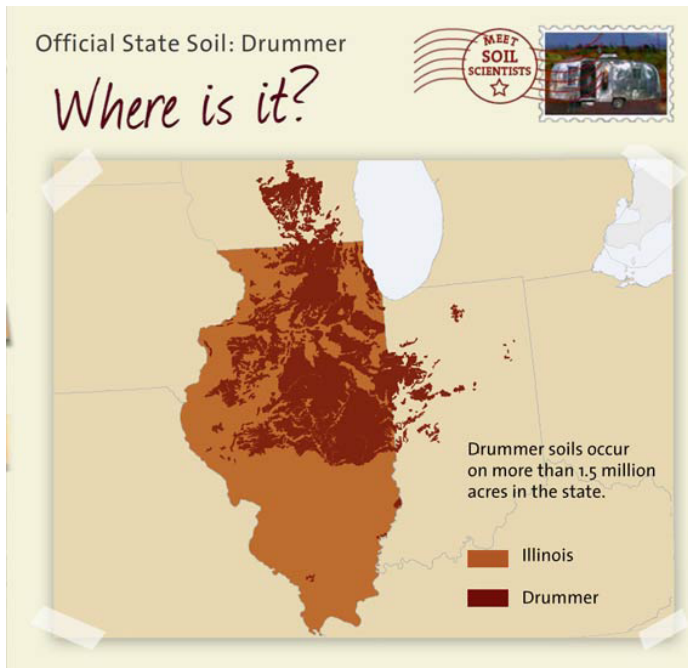 Official State Soil: Drummer
Where is it?
MEET
SOIL
SCIENTISTS
Drummer soils occur
on more than 1.5 million
acres in the state.
Illinois
Drummer